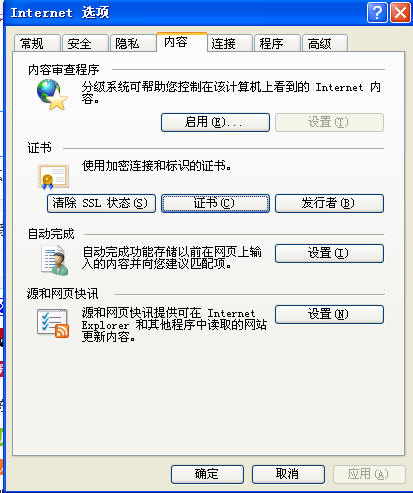 Internet 选项
常规 安全 隐私 内容 连接 程序 高级
内容审查程序
分级系统可帮助您控制在该计算机上看到的 Internet 内
容。
启用(E)... 设置(T)
证书
使用加密连接和标识的证书。
清除 SSL 状态(S) 证书(C) 发行者(B)
自动完成
自动完成功能存储以前在网页上输
入的内容并向您建议匹配项。
设置(I)
源和网页快讯
源和网页快讯提供可在 Internet
Explorer 和其他程序中读取的网站
更新内容。
设置(N)
确定 取消 应用(A)